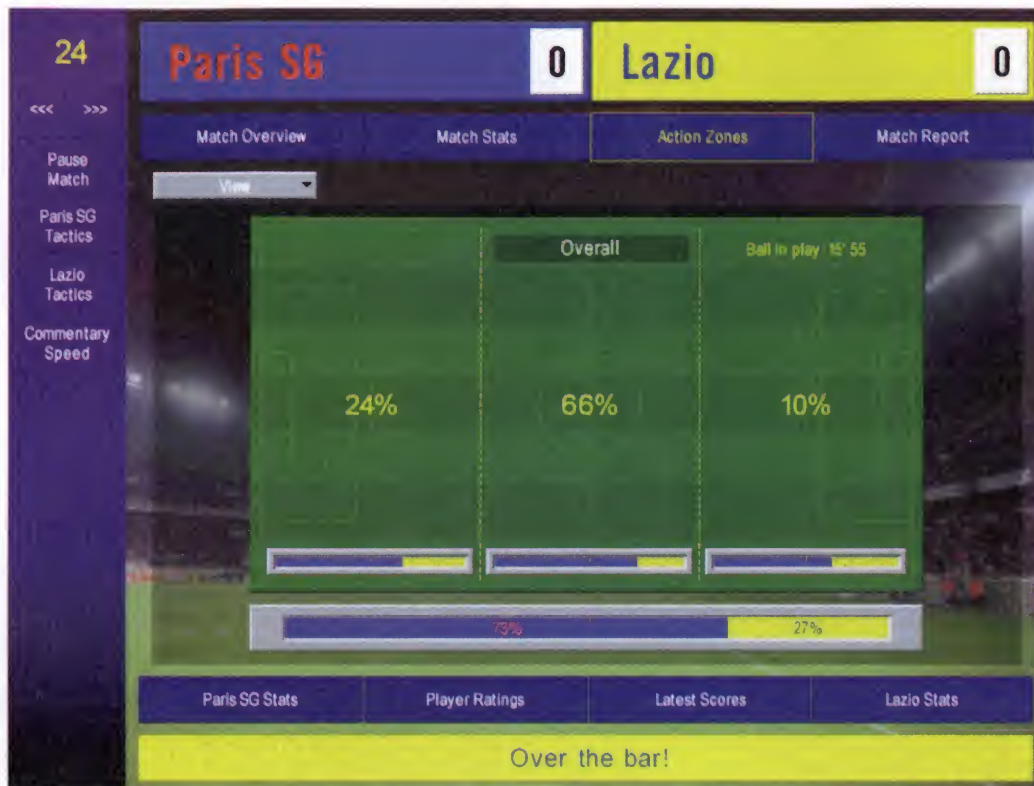 24
Paris SG 0 Lazio 0
<<< >>>
Match Overview Match Stats Action Zones Match Report
Pause
Match
View
Paris SG
Tactics
Overall
Ball in play 15' 55
Lazio
Tactics
Commentary
Speed
24% 66% 10%
73% 27%
Paris SG Stats Player Ratings Latest Scores Lazio Stats
Over the bar!